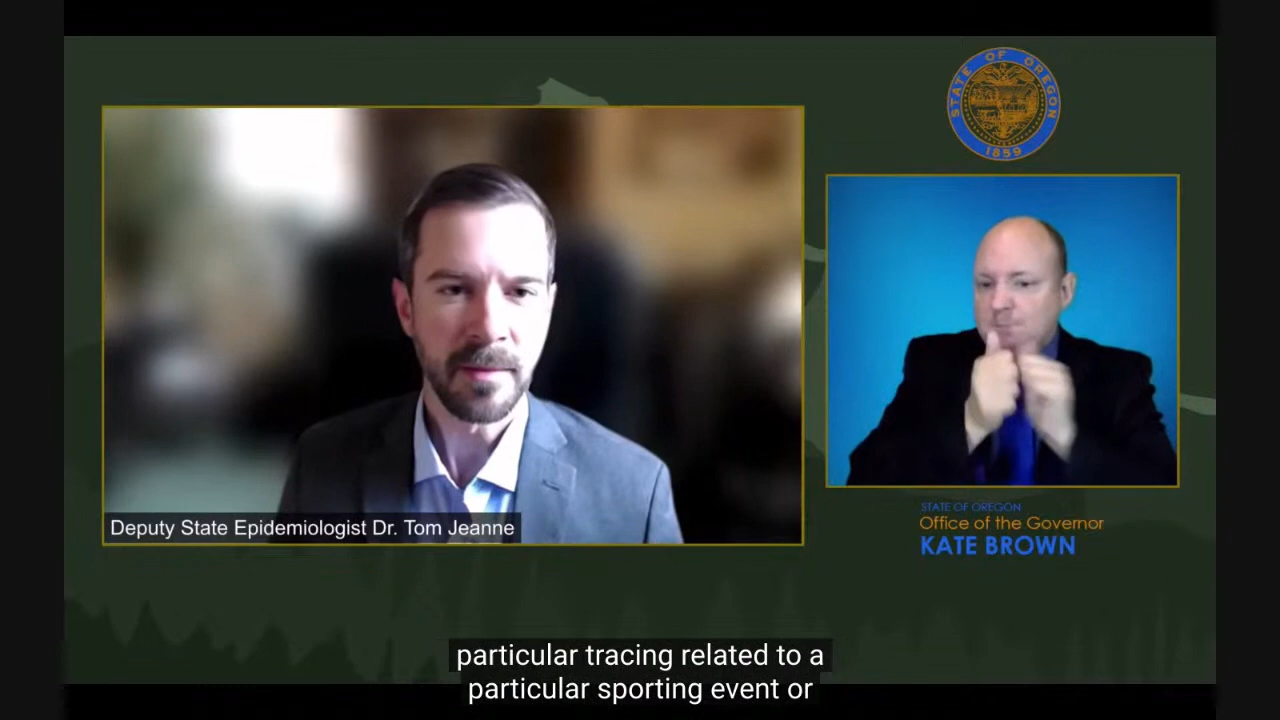 STATE OF OREGON
1859
Deputy State Epidemiologist Dr. Tom Jeanne
STATE OF OREGON
Office of the Governor
KATE BROWN
particular tracing related to a
particular sporting event or